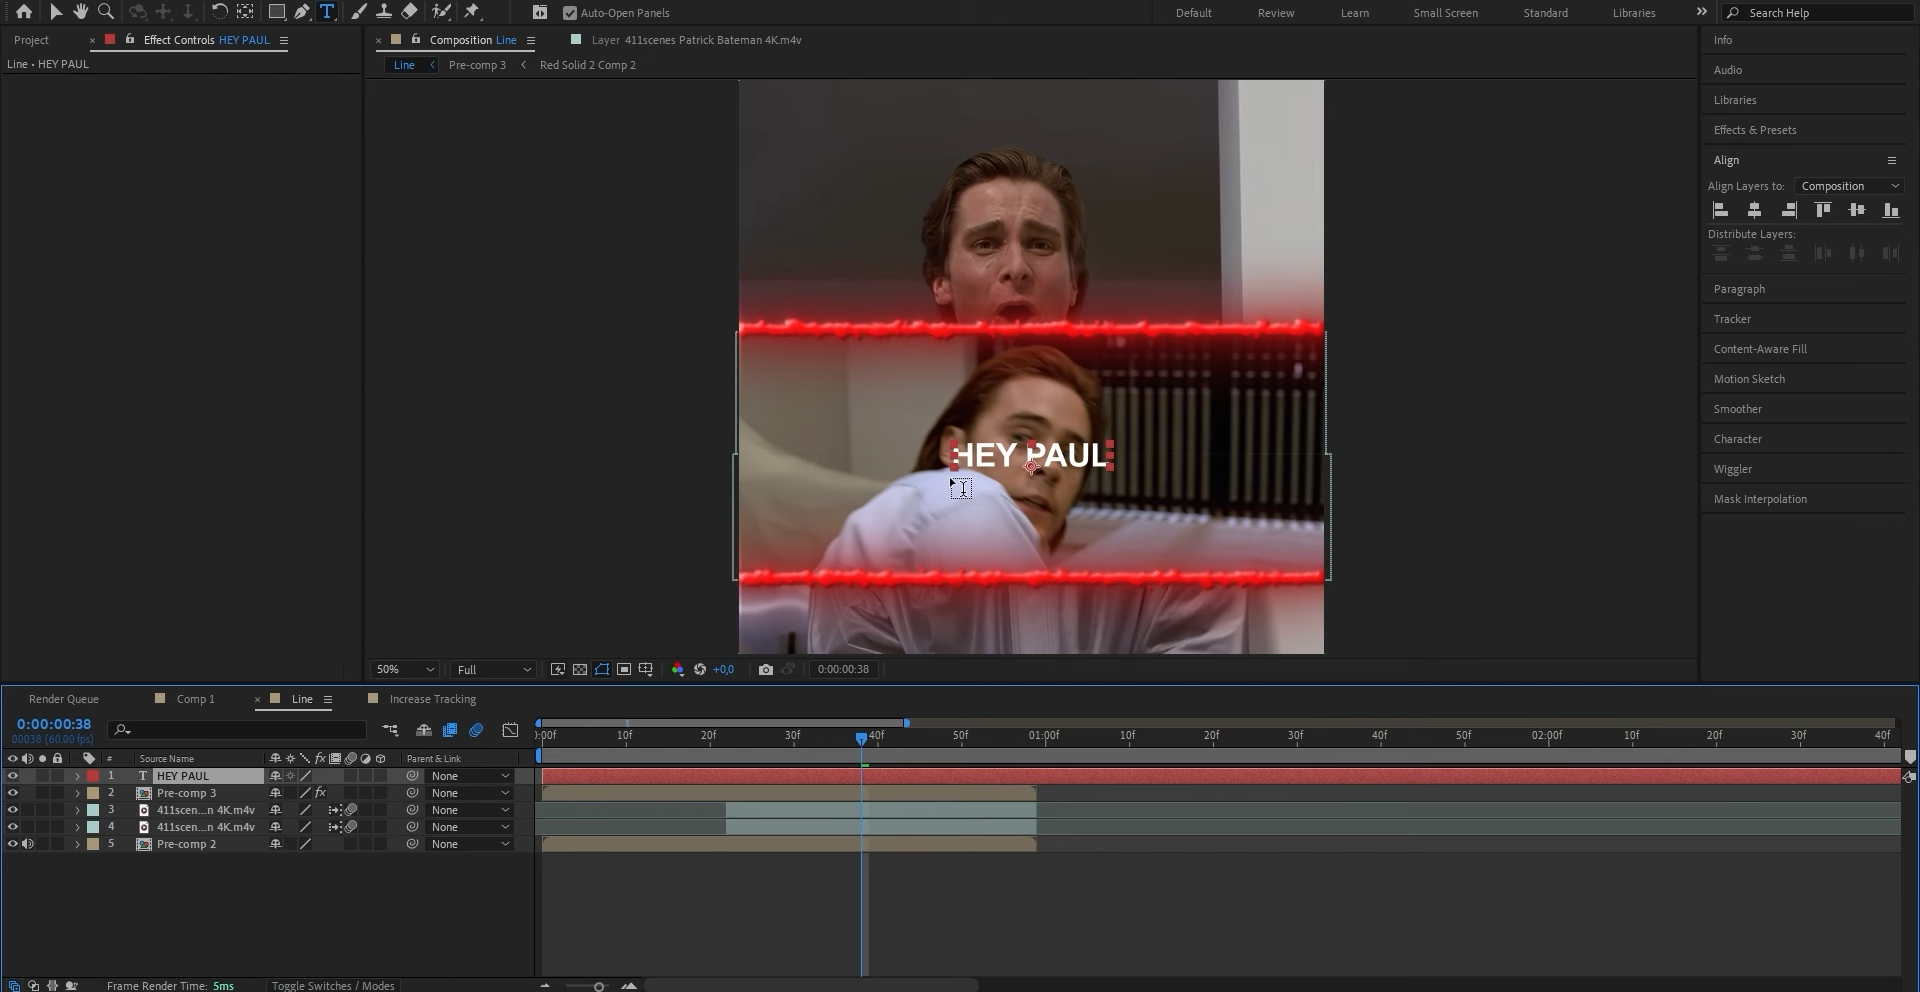 Auto-Open Panels
Default
Review
Learn
Small Screen
Standard
Libraries
Search Help
Project
Effect Controls HEY PAUL
Composition Line
Layer 411scenes Patrick Bateman 4K.m4v
Line • HEY PAUL
Line
Pre-comp 3
Red Solid 2 Comp 2
HEY PAUL
50%
Full
+0,0
0:00:00:38
Info
Audio
Libraries
Effects & Presets
Align
Align Layers to: Composition
Distribute Layers:
Paragraph
Tracker
Content-Aware Fill
Motion Sketch
Smoother
Character
Wiggler
Mask Interpolation
Render Queue
Comp 1
Line
Increase Tracking
0:00:00:38
00038 (60.00 fps)
0:00f 10f 20f 30f 40f 50f 01:00f 10f 20f 30f 40f 50f 02:00f 10f 20f 30f 40f
# Source Name fx Parent & Link
1 T HEY PAUL None
2 Pre-comp 3 fx None
3 411scen...n 4K.m4v None
4 411scen...n 4K.m4v None
5 Pre-comp 2 None
Frame Render Time: 5ms
Toggle Switches / Modes